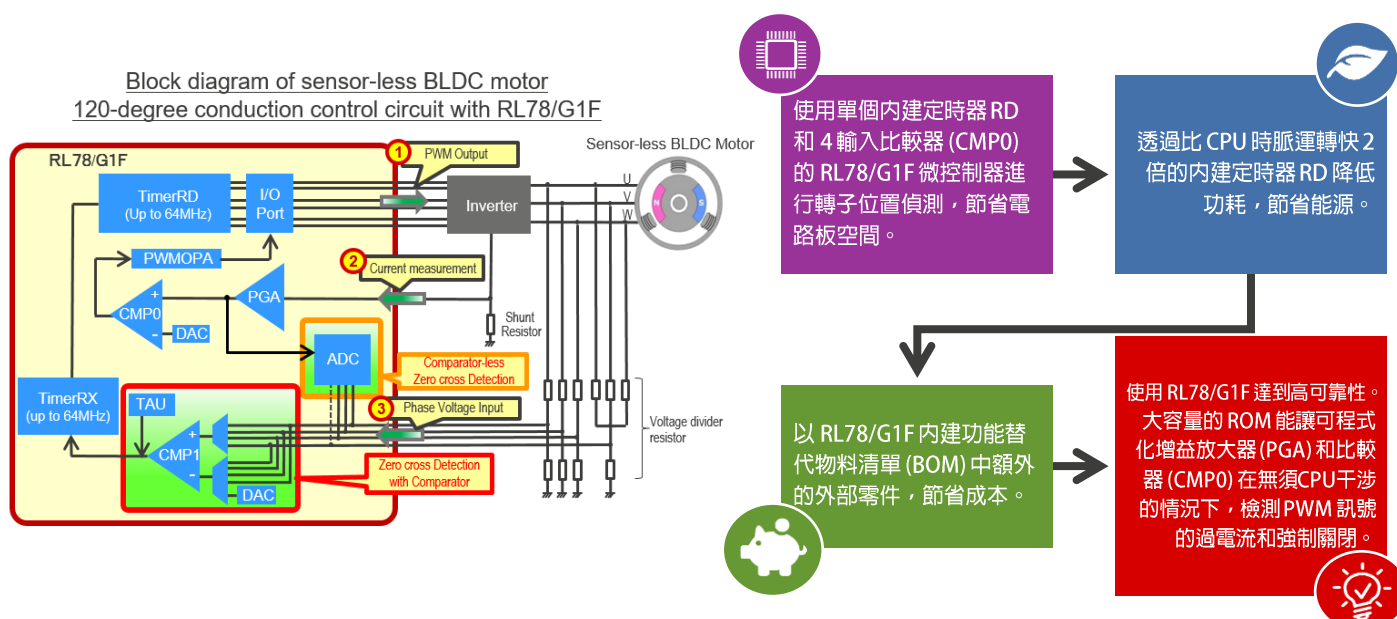 Block diagram of sensor-less BLDC motor
120-degree conduction control circuit with RL78/G1F
RL78/G1F
TimerRD
(Up to 64MHz)
I/O
Port
1
PWM Output
Inverter
Sensor-less BLDC Motor
U
V
W
N
S
PWMOPA
2
Current measurement
PGA
+
CMP0
-
DAC
Shunt
Resistor
ADC
Comparator-less
Zero cross Detection
TimerRX
(up to 64MHz)
TAU
3
Phase Voltage Input
+
CMP1
-
DAC
Zero cross Detection
with Comparator
Voltage divider
resistor
使用單個內建定時器 RD
和 4 輸入比較器 (CMP0)
的 RL78/G1F 微控制器進
行轉子位置偵測，節省電
路板空間。
透過比 CPU 時脈運轉快 2
倍的內建定時器 RD 降低
功耗，節省能源。
以 RL78/G1F 內建功能替
代物料清單 (BOM) 中額外
的外部零件，節省成本。
使用 RL78/G1F 達到高可靠性。
大容量的 ROM 能讓可程式
化增益放大器 (PGA) 和比較
器 (CMP0) 在無須CPU干涉
的情況下，檢測PWM 訊號
的過電流和強制關閉。